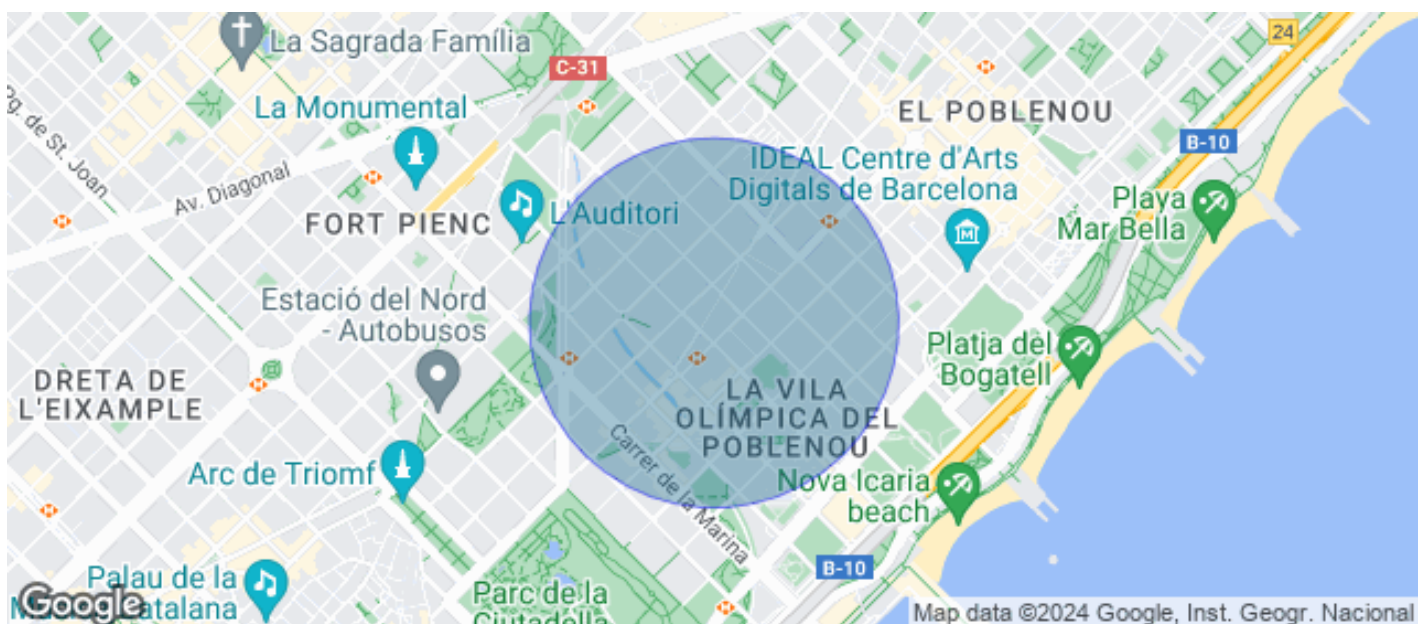 La Sagrada Família
24
C-31
La Monumental
EL POBLENOU
Pg. de St. Joan
B-10
IDEAL Centre d'Arts
Digitals de Barcelona
Av. Diagonal
Playa
Mar Bella
L'Auditori
FORT PIENC
Estació del Nord
- Autobusos
Platja del
Bogatell
DRETA DE
L'EIXAMPLE
LA VILA
OLÍMPICA DEL
POBLENOU
Carrer de la Marina
Arc de Triomf
Nova Icaria
beach
B-10
Palau de la
Catalana
Parc de la
Ciutadella
Google
Map data ©2024 Google, Inst. Geogr. Nacional